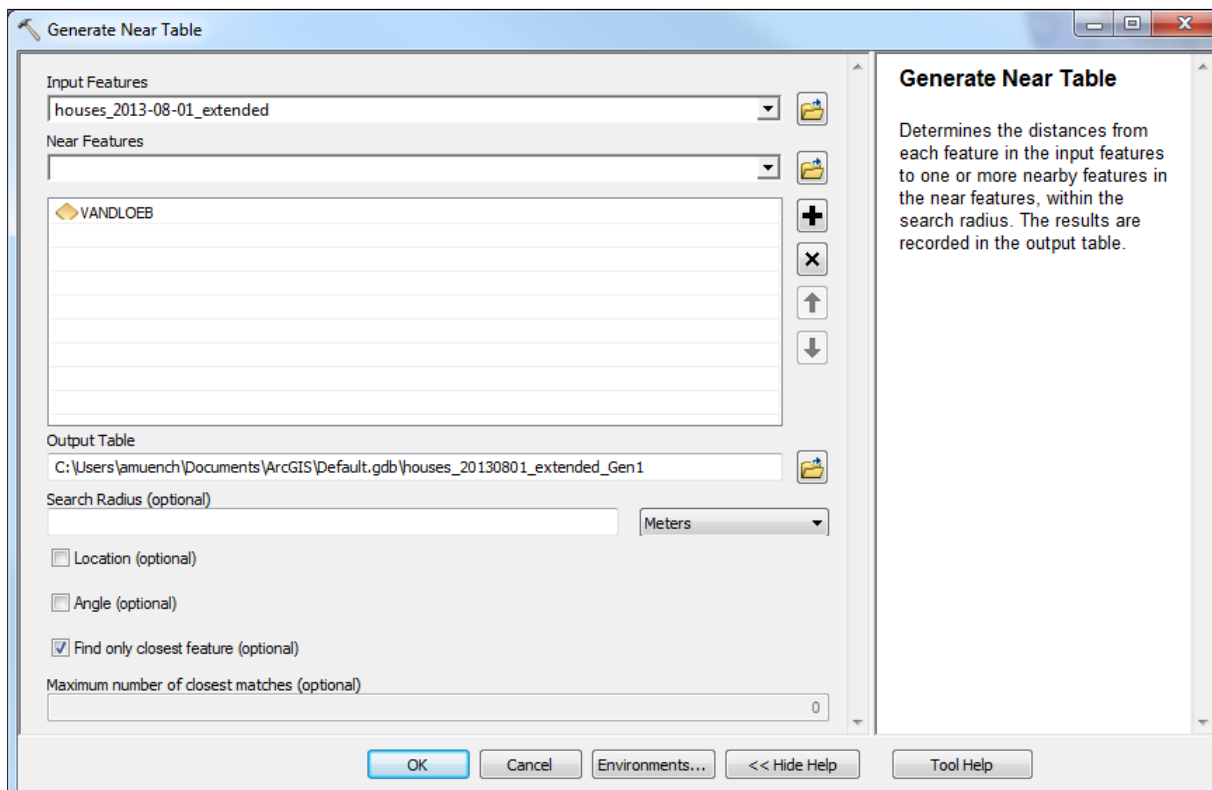 Generate Near Table
Input Features
houses_2013-08-01_extended
Near Features
VANDLOEB
Output Table
C:\Users\amuench\Documents\ArcGIS\Default.gdb\houses_20130801_extended_Gen1
Search Radius (optional)
Meters
Location (optional)
Angle (optional)
Find only closest feature (optional)
Maximum number of closest matches (optional)
0
OK
Cancel
Environments...
<< Hide Help
Generate Near Table
Determines the distances from
each feature in the input features
to one or more nearby features in
the near features, within the
search radius. The results are
recorded in the output table.
Tool Help